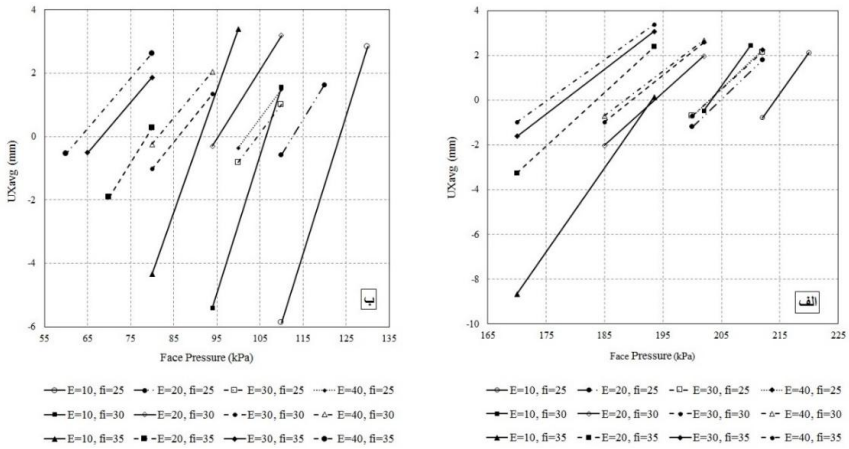 UXavg (mm)
4
2
0
-2
-4
-6
55 65 75 85 95 105 115 125 135
Face Pressure (kPa)
ب
E=10, fi=25 E=20, fi=25 E=30, fi=25 E=40, fi=25
E=10, fi=30 E=20, fi=30 E=30, fi=30 E=40, fi=30
E=10, fi=35 E=20, fi=35 E=30, fi=35 E=40, fi=35
UXavg (mm)
4
2
0
-2
-4
-6
-8
-10
165 175 185 195 205 215 225
Face Pressure (kPa)
الف
E=10, fi=25 E=20, fi=25 E=30, fi=25 E=40, fi=25
E=10, fi=30 E=20, fi=30 E=30, fi=30 E=40, fi=30
E=10, fi=35 E=20, fi=35 E=30, fi=35 E=40, fi=35